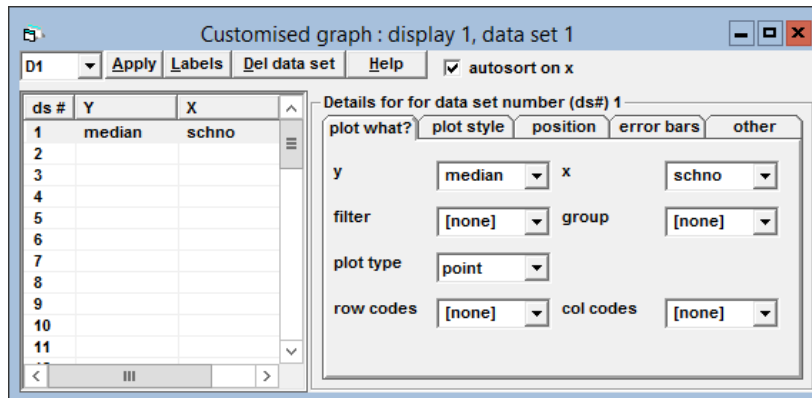 Customised graph : display 1, data set 1
D1 Apply Labels Del data set Help autosort on x
ds # Y X
1 median schno
2
3
4
5
6
7
8
9
10
11
Details for for data set number (ds#) 1
plot what? plot style position error bars other
y median x schno
filter [none] group [none]
plot type point
row codes [none] col codes [none]